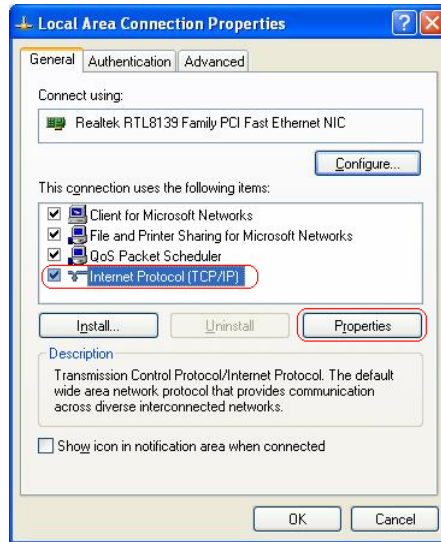 Local Area Connection Properties
General Authentication Advanced
Connect using:
Realtek RTL8139 Family PCI Fast Ethernet NIC
Configure...
This connection uses the following items:
Client for Microsoft Networks
File and Printer Sharing for Microsoft Networks
QoS Packet Scheduler
Internet Protocol (TCP/IP)
Install... Uninstall Properties
Description
Transmission Control Protocol/Internet Protocol. The default
wide area network protocol that provides communication
across diverse interconnected networks.
Show icon in notification area when connected
OK Cancel